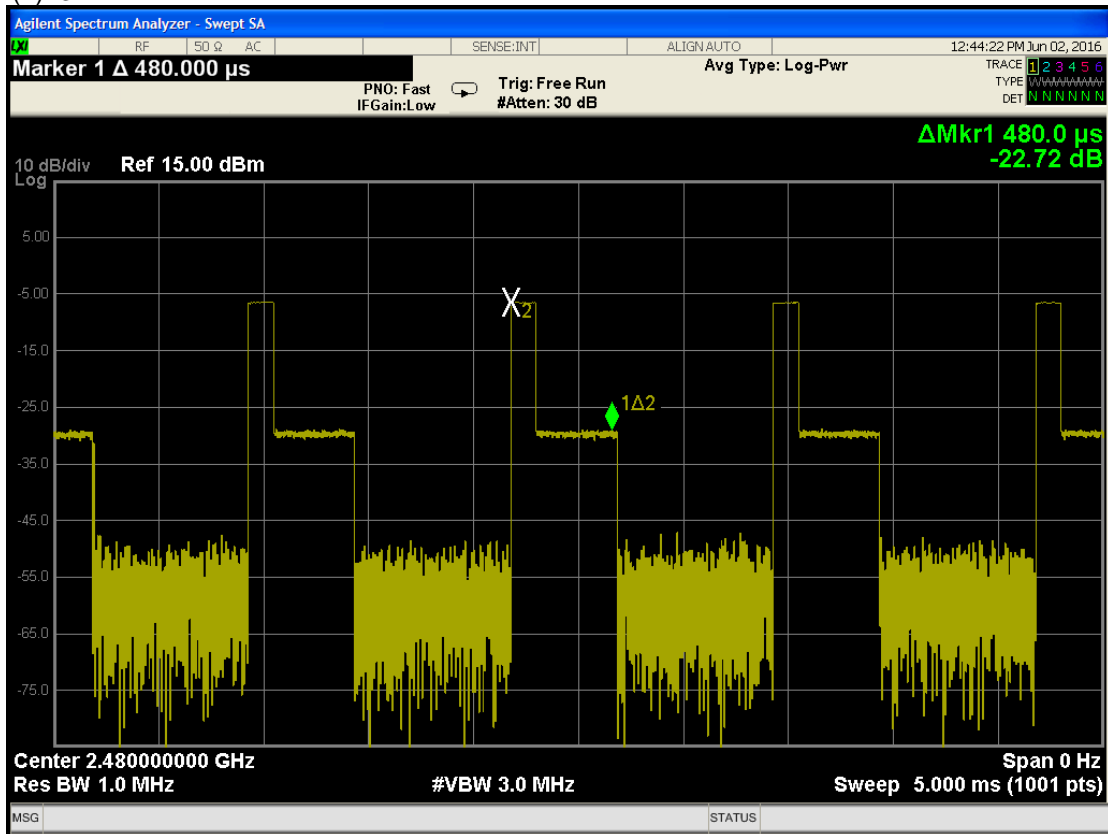 Agilent Spectrum Analyzer - Swept SA
LXI RF 50 Ω AC SENSE:INT ALIGN AUTO 12:44:22 PM Jun 02, 2016
Marker 1 Δ 480.000 µs Avg Type: Log-Pwr TRACE 1 2 3 4 5 6
PNO: Fast Trig: Free Run TYPE WWWWWW
IFGain:Low #Atten: 30 dB DET N N N N N N
ΔMkr1 480.0 µs
-22.72 dB
10 dB/div Ref 15.00 dBm
Log
5.00
-5.00
X2
-15.0
-25.0
1Δ2
-35.0
-45.0
-55.0
-65.0
-75.0
Center 2.480000000 GHz Span 0 Hz
Res BW 1.0 MHz #VBW 3.0 MHz Sweep 5.000 ms (1001 pts)
MSG STATUS